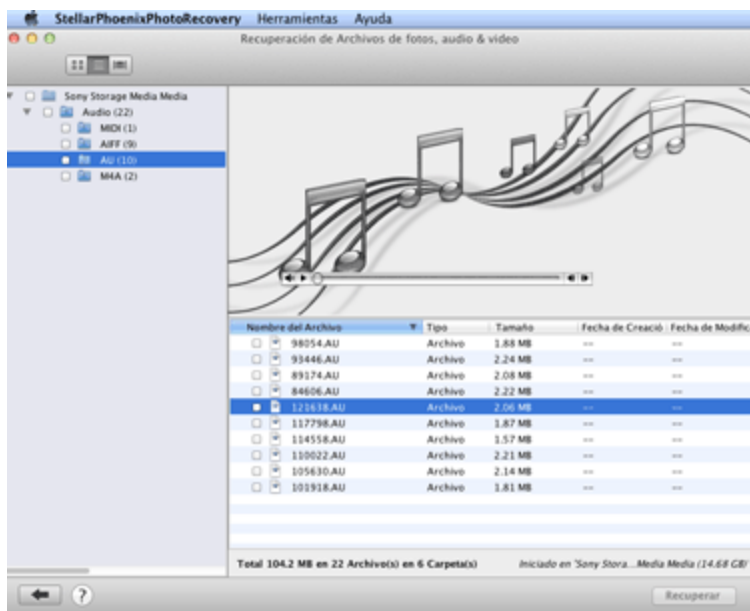 StellarPhoenixPhotoRecovery Herramientas Ayuda
Recuperación de Archivos de fotos, audio & video
Sony Storage Media Media
Audio (22)
MIDI (1)
AIFF (9)
AU (10)
M4A (2)
Nombre del Archivo Tipo Tamaño Fecha de Creació Fecha de Modific
98054.AU Archivo 1.88 MB -- --
93446.AU Archivo 2.24 MB -- --
89174.AU Archivo 2.08 MB -- --
84606.AU Archivo 2.22 MB -- --
121638.AU Archivo 2.06 MB -- --
117798.AU Archivo 1.87 MB -- --
114558.AU Archivo 1.57 MB -- --
110022.AU Archivo 2.21 MB -- --
105630.AU Archivo 2.14 MB -- --
101918.AU Archivo 1.81 MB -- --
Total 104.2 MB en 22 Archivo(s) en 6 Carpeta(s) Iniciado en 'Sony Stora...Media Media (14.68 GB)'
? Recuperar